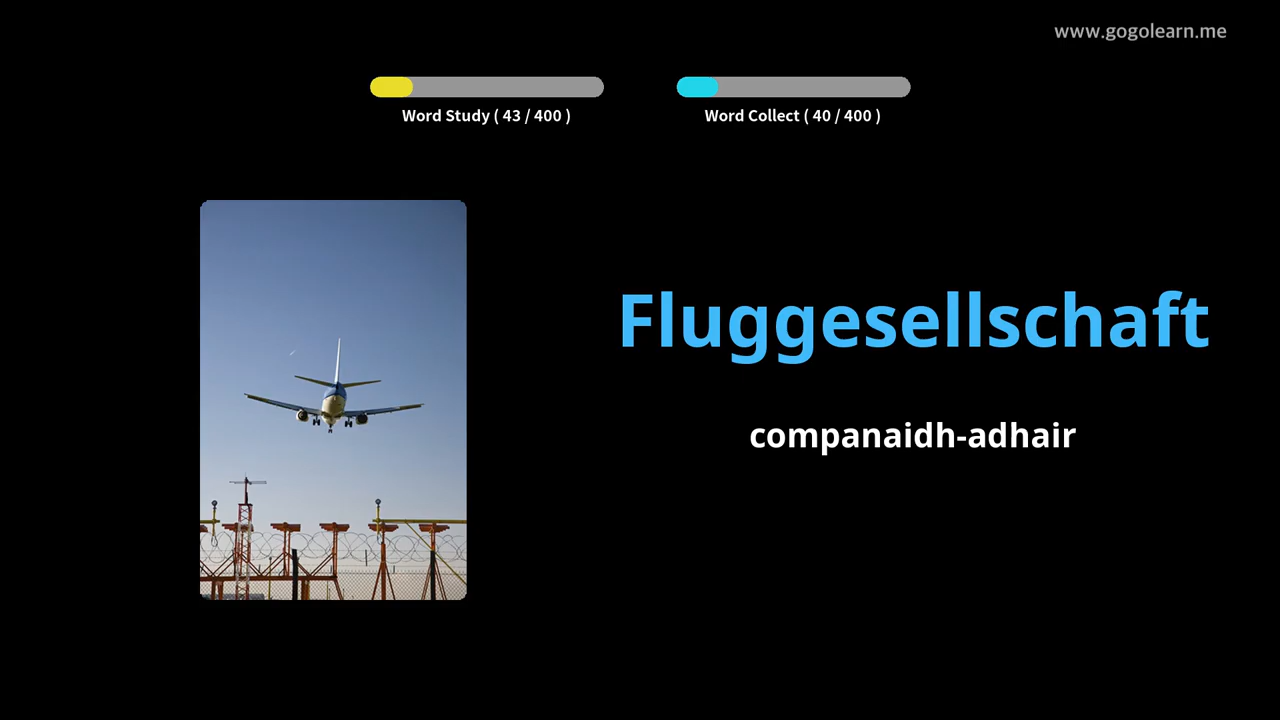 www.gogolearn.me
Word Study ( 43 / 400 )
Word Collect ( 40 / 400 )
Fluggesellschaft
companaidh-adhair